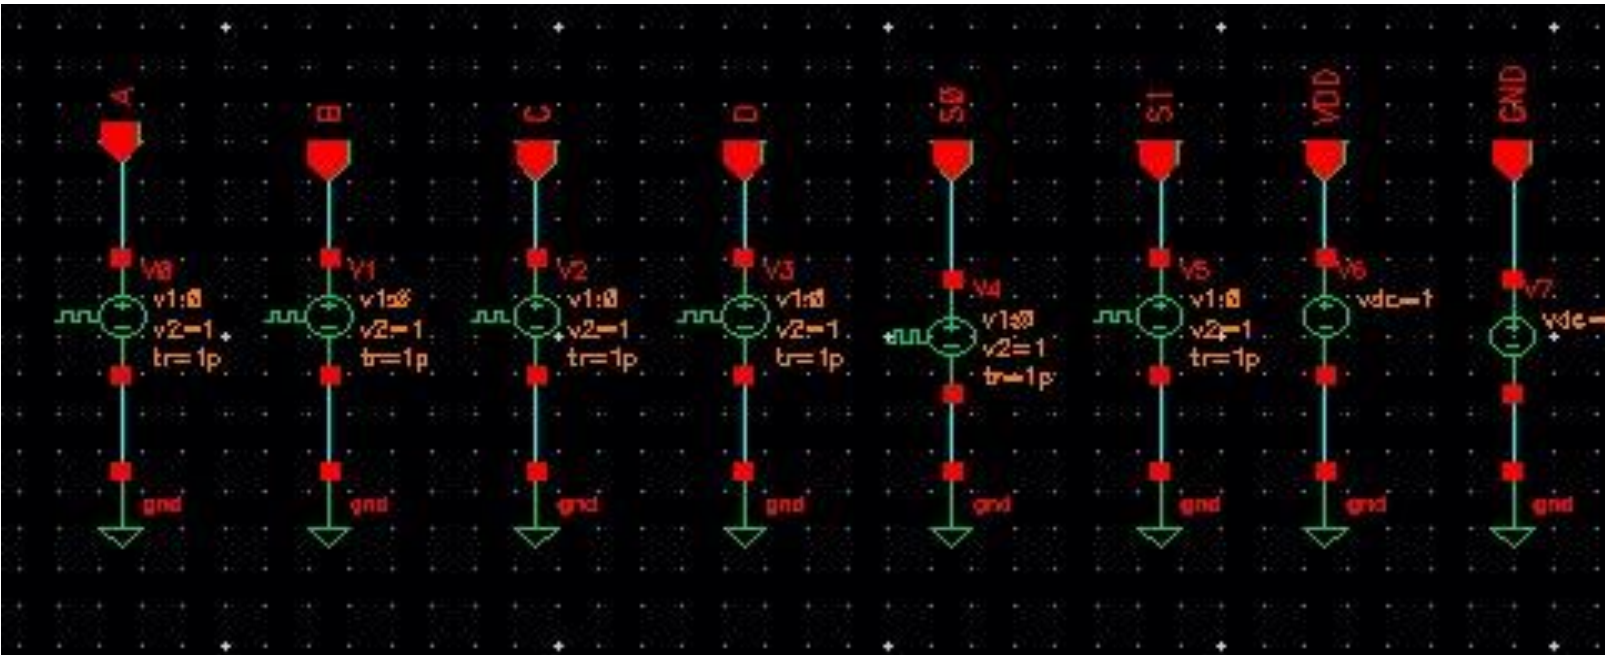 A
B
C
D
S0
S1
VDD
GND
V0
v1:0
v2=1
tr=1p
gnd
V1
v1:0
v2=1
tr=1p
gnd
V2
v1:0
v2=1
tr=1p
gnd
V3
v1:0
v2=1
tr=1p
gnd
V4
v1:0
v2=1
tr=1p
gnd
V5
v1:0
v2=1
tr=1p
gnd
V6
vdc=1
gnd
V7
vdc=
gnd